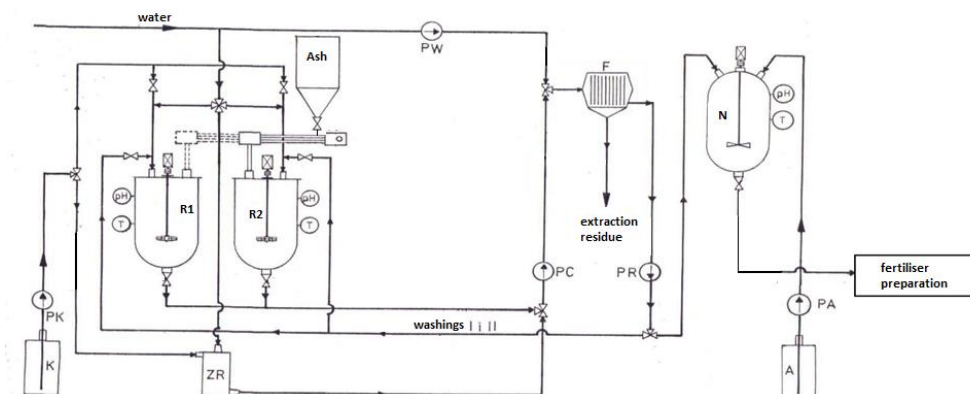 water
PW
Ash
F
pH
T
N
R1
R2
pH
T
pH
T
extraction
residue
PC
PR
fertiliser
preparation
PK
PA
washings I i II
K
ZR
A